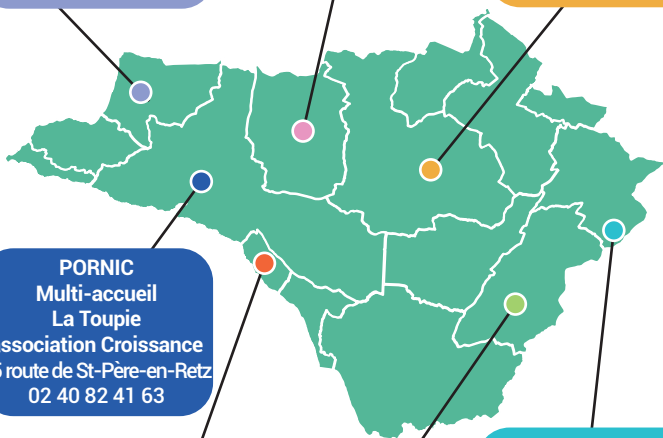 PORNIC
Multi-accueil
La Toupie
ssociation Croissance
route de St-Père-en-Retz
02 40 82 41 63